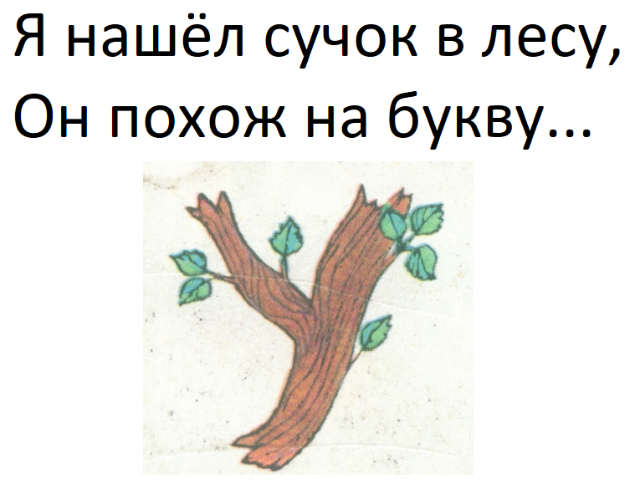 Я нашёл сучок в лесу,
Он похож на букву...